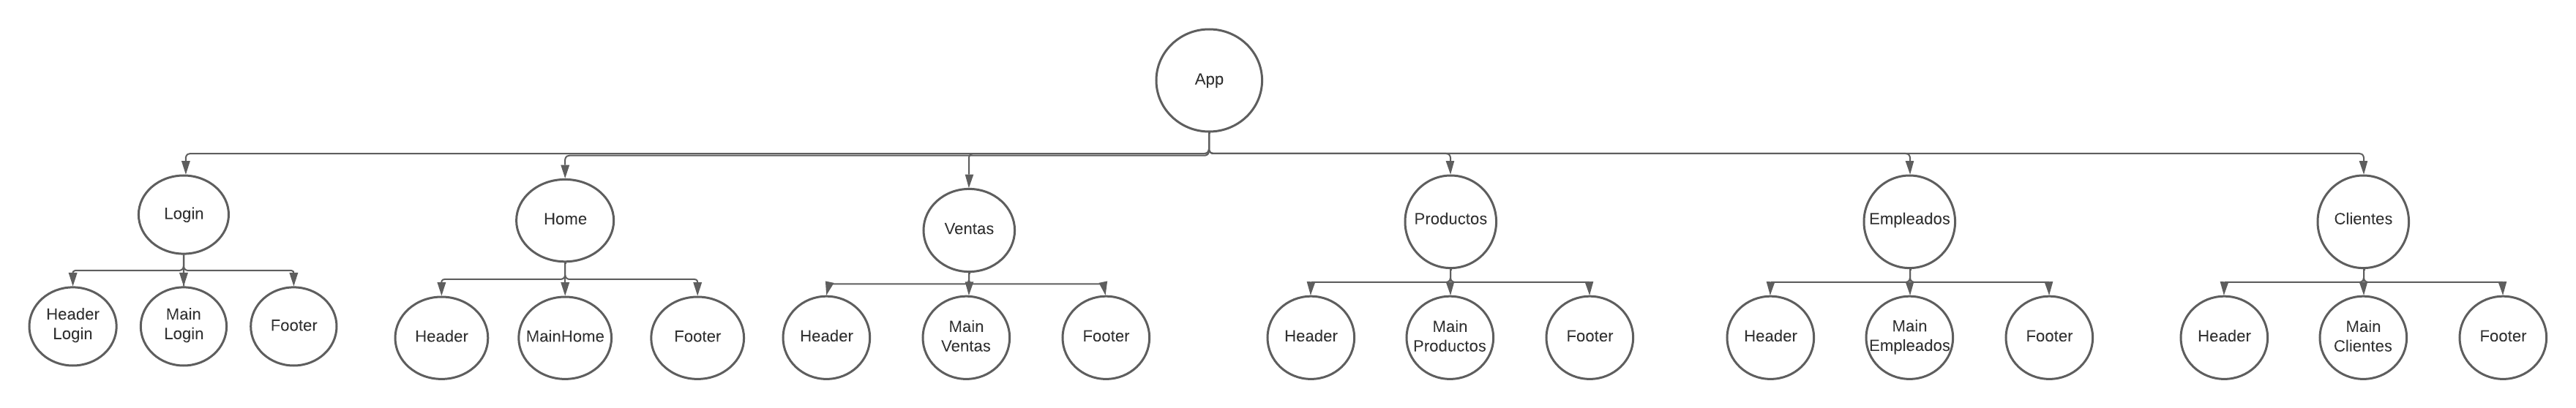 App
Login
Home
Ventas
Productos
Empleados
Clientes
Header
Login
Main
Login
Footer
Header
MainHome
Footer
Header
Main
Ventas
Footer
Header
Main
Productos
Footer
Header
Main
Empleados
Footer
Header
Main
Clientes
Footer